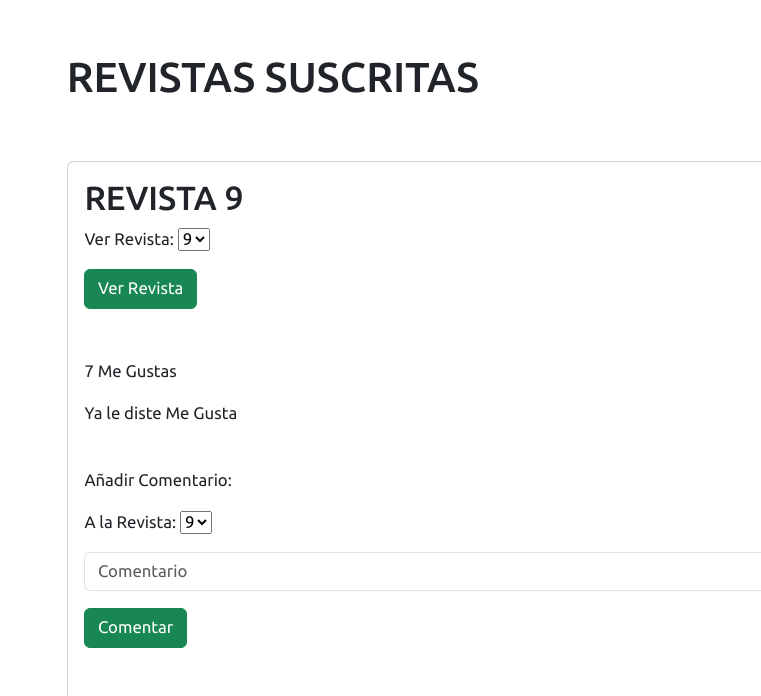 REVISTAS SUSCRITAS
REVISTA 9
Ver Revista: 9
Ver Revista
7 Me Gustas
Ya le diste Me Gusta
Añadir Comentario:
A la Revista: 9
Comentario
Comentar